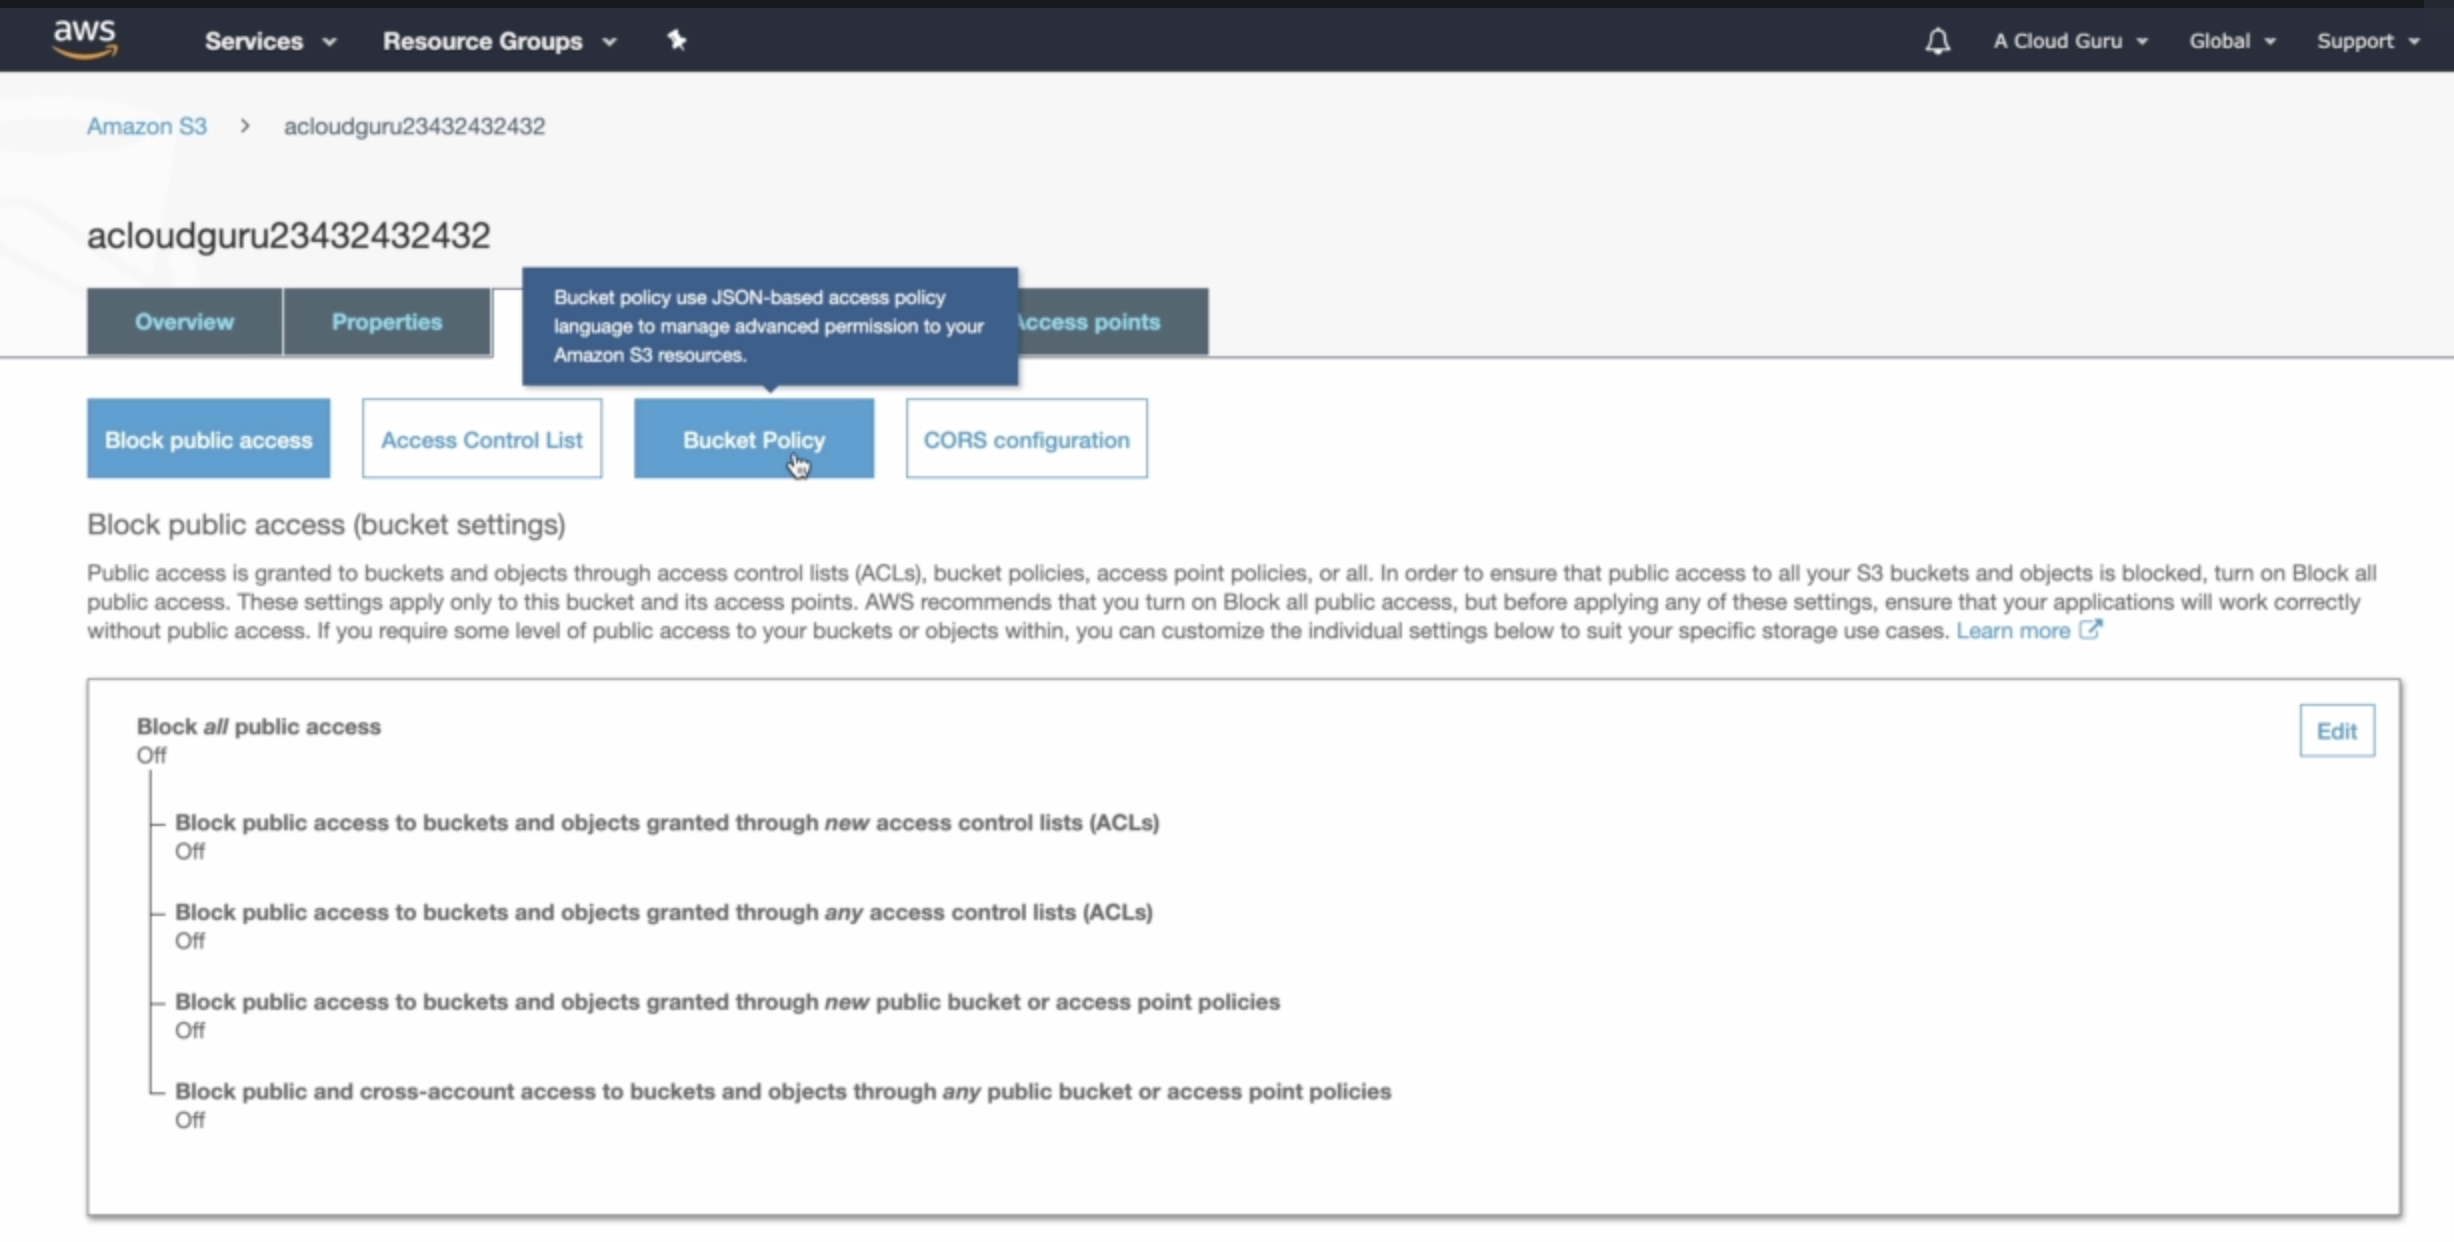 aws Services Resource Groups A Cloud Guru Global Support
Amazon S3 > acloudguru23432432432
acloudguru23432432432
Overview Properties Access points
Bucket policy use JSON-based access policy
language to manage advanced permission to your
Amazon S3 resources.
Block public access Access Control List Bucket Policy CORS configuration
Block public access (bucket settings)
Public access is granted to buckets and objects through access control lists (ACLs), bucket policies, access point policies, or all. In order to ensure that public access to all your S3 buckets and objects is blocked, turn on Block all
public access. These settings apply only to this bucket and its access points. AWS recommends that you turn on Block all public access, but before applying any of these settings, ensure that your applications will work correctly
without public access. If you require some level of public access to your buckets or objects within, you can customize the individual settings below to suit your specific storage use cases. Learn more
Block all public access
Edit
Off
Block public access to buckets and objects granted through new access control lists (ACLs)
Off
Block public access to buckets and objects granted through any access control lists (ACLs)
Off
Block public access to buckets and objects granted through new public bucket or access point policies
Off
Block public and cross-account access to buckets and objects through any public bucket or access point policies
Off